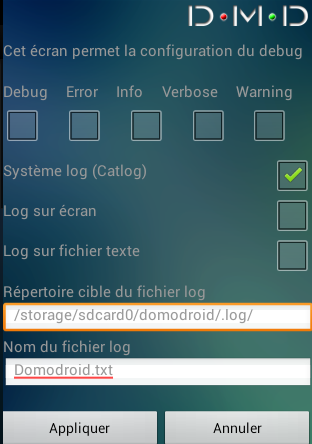 D M D
Cet écran permet la configuration du debug
Debug Error Info Verbose Warning
Système log (Catlog)
Log sur écran
Log sur fichier texte
Répertoire cible du fichier log
/storage/sdcard0/domodroid/.log/
Nom du fichier log
Domodroid.txt
Appliquer Annuler